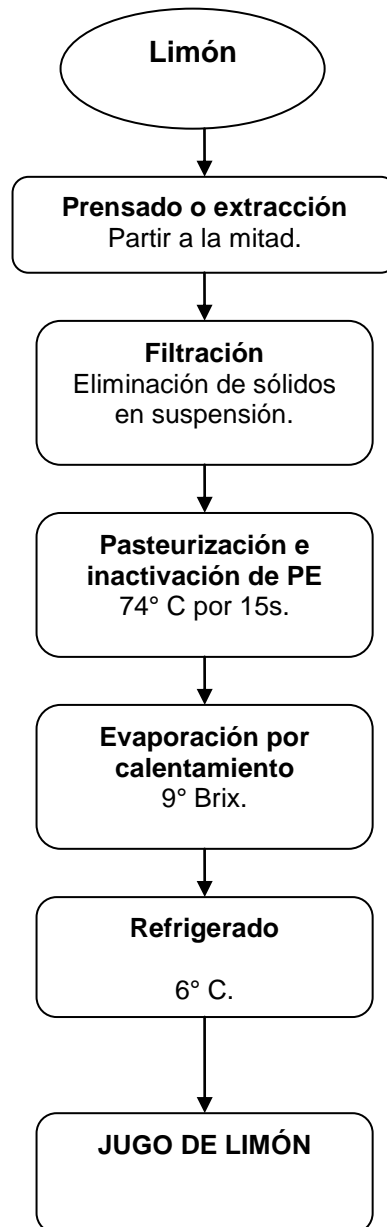 Limón
Prensado o extracción
Partir a la mitad.
Filtración
Eliminación de sólidos
en suspensión.
Pasteurización e
inactivación de PE
74° C por 15s.
Evaporación por
calentamiento
9° Brix.
Refrigerado
6° C.
JUGO DE LIMÓN